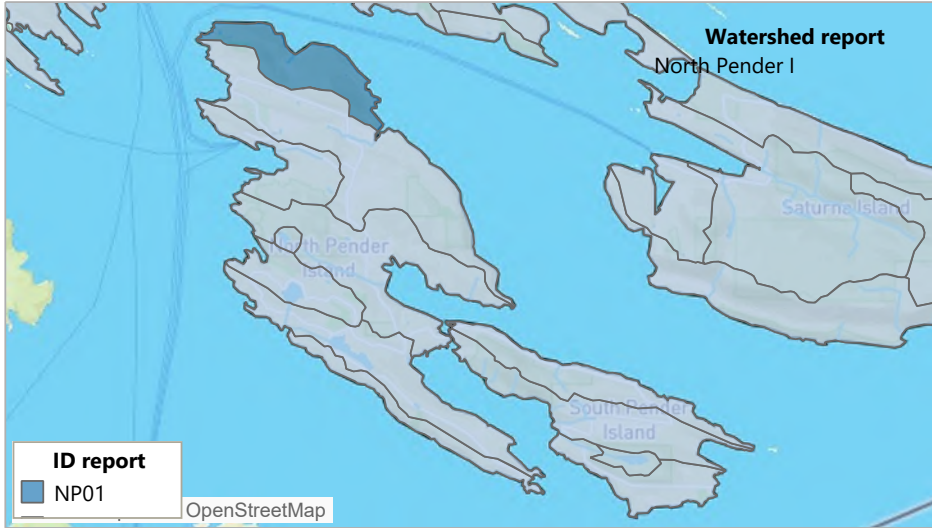 Watershed report
North Pender I
Saturna Island
North Pender
Island
South Pender
Island
ID report
NP01
OpenStreetMap